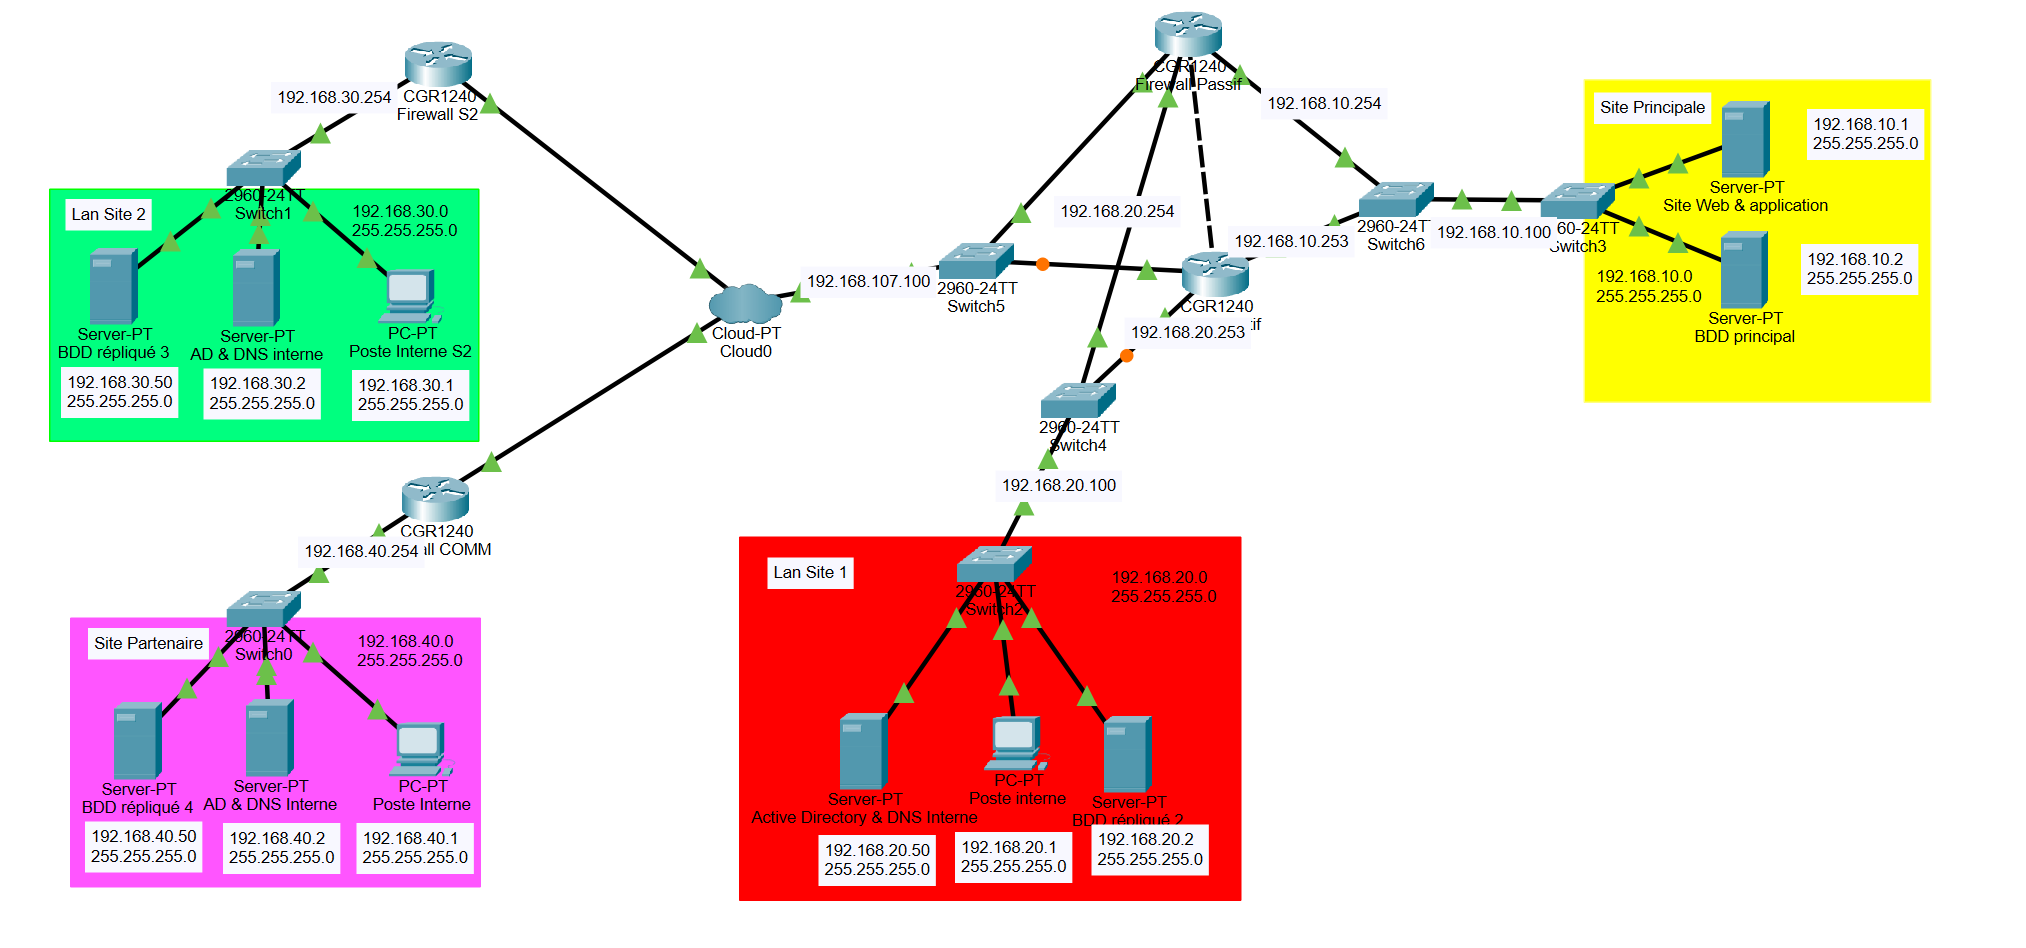 CGR1240
Firewall S2
192.168.30.254
2960-24TT
Switch1
Lan Site 2
192.168.30.0
255.255.255.0
Server-PT
BDD répliqué 3
192.168.30.50
255.255.255.0
Server-PT
AD & DNS interne
192.168.30.2
255.255.255.0
PC-PT
Poste Interne S2
192.168.30.1
255.255.255.0
Cloud-PT
Cloud0
CGR1240
all COMM
192.168.40.254
2960-24TT
Switch0
Site Partenaire
192.168.40.0
255.255.255.0
Server-PT
BDD répliqué 4
192.168.40.50
255.255.255.0
Server-PT
AD & DNS Interne
192.168.40.2
255.255.255.0
PC-PT
Poste Interne
192.168.40.1
255.255.255.0
CGR1240
Firewall Passif
192.168.10.254
192.168.20.254
192.168.107.100
2960-24TT
Switch5
CGR1240
if
192.168.10.253
192.168.20.253
2960-24T
Switch6
192.168.10.100
60-24TT
Switch3
2960-24TT
Switch4
192.168.20.100
Site Principale
Server-PT
Site Web & application
192.168.10.1
255.255.255.0
192.168.10.0
255.255.255.0
Server-PT
BDD principal
192.168.10.2
255.255.255.0
Lan Site 1
2960-24TT
Switch2
192.168.20.0
255.255.255.0
Server-PT
Active Directory & DNS Interne
192.168.20.50
255.255.255.0
PC-PT
Poste interne
192.168.20.1
255.255.255.0
Server-PT
BDD répliqué 2
192.168.20.2
255.255.255.0